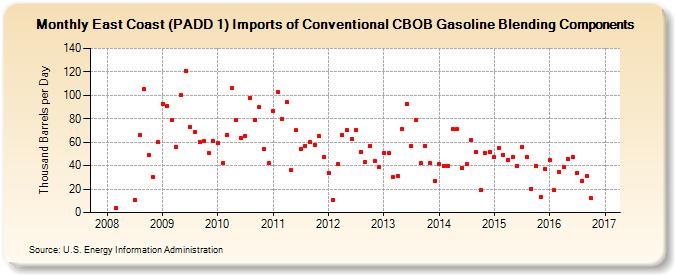 Monthly East Coast (PADD 1) Imports of Conventional CBOB Gasoline Blending Components
Thousand Barrels per Day
140
120
100
80
60
40
20
0
2008 2009 2010 2011 2012 2013 2014 2015 2016 2017
Source: U.S. Energy Information Administration